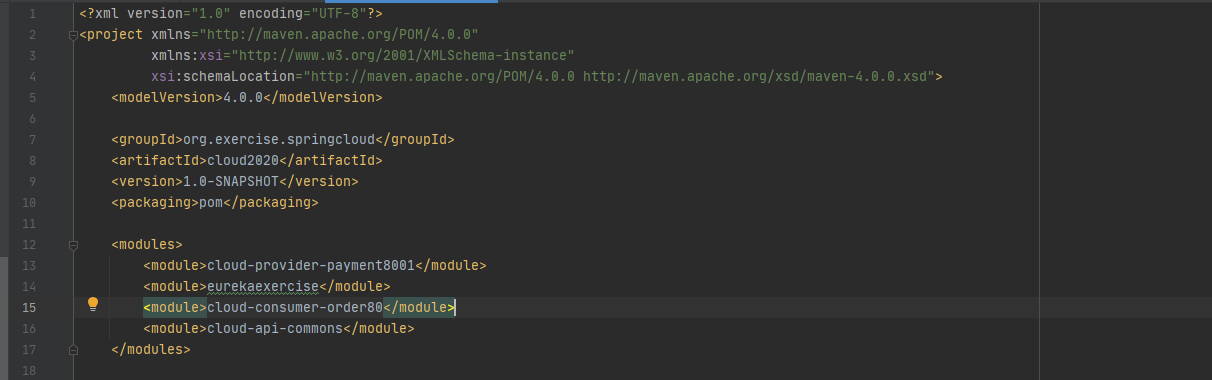 1 <?xml version="1.0" encoding="UTF-8"?>
2 <project xmlns="http://maven.apache.org/POM/4.0.0"
3          xmlns:xsi="http://www.w3.org/2001/XMLSchema-instance"
4          xsi:schemaLocation="http://maven.apache.org/POM/4.0.0 http://maven.apache.org/xsd/maven-4.0.0.xsd">
5     <modelVersion>4.0.0</modelVersion>
6
7     <groupId>org.exercise.springcloud</groupId>
8     <artifactId>cloud2020</artifactId>
9     <version>1.0-SNAPSHOT</version>
10     <packaging>pom</packaging>
11
12     <modules>
13         <module>cloud-provider-payment8001</module>
14         <module>eurekaexercise</module>
15         <module>cloud-consumer-order80</module>
16         <module>cloud-api-commons</module>
17     </modules>
18